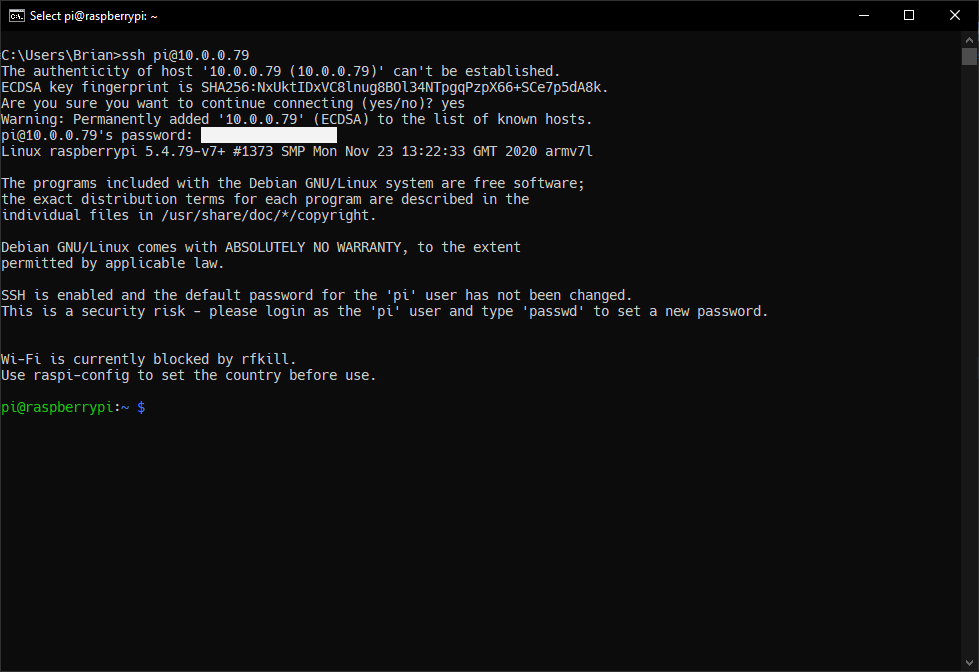 Select pi@raspberrypi: ~
C:\Users\Brian>ssh pi@10.0.0.79
The authenticity of host '10.0.0.79 (10.0.0.79)' can't be established.
ECDSA key fingerprint is SHA256:NxUktIDxVC8lnug8BOl34NTpgqPzpX66+SCe7p5dA8k.
Are you sure you want to continue connecting (yes/no)? yes
Warning: Permanently added '10.0.0.79' (ECDSA) to the list of known hosts.
pi@10.0.0.79's password:
Linux raspberrypi 5.4.79-v7+ #1373 SMP Mon Nov 23 13:22:33 GMT 2020 armv7l
The programs included with the Debian GNU/Linux system are free software;
the exact distribution terms for each program are described in the
individual files in /usr/share/doc/*/copyright.
Debian GNU/Linux comes with ABSOLUTELY NO WARRANTY, to the extent
permitted by applicable law.
SSH is enabled and the default password for the 'pi' user has not been changed.
This is a security risk - please login as the 'pi' user and type 'passwd' to set a new password.
Wi-Fi is currently blocked by rfkill.
Use raspi-config to set the country before use.
pi@raspberrypi:~ $